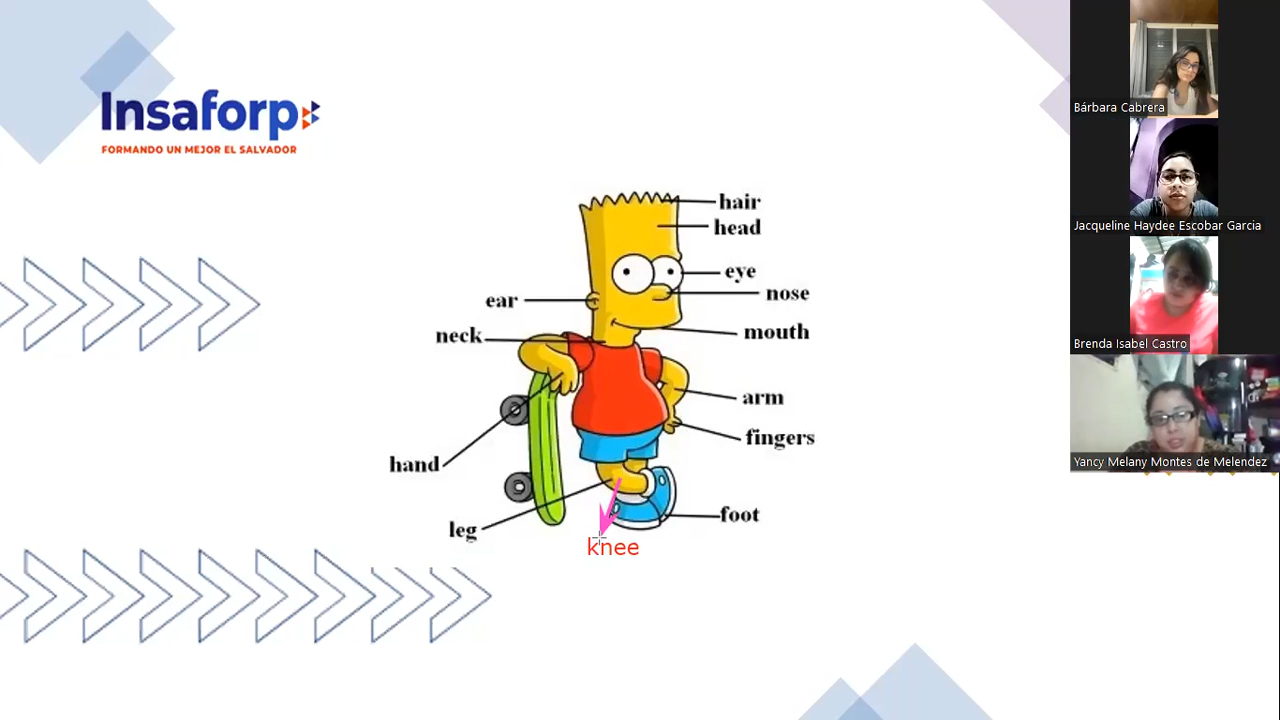 Insaforp
FORMANDO UN MEJOR EL SALVADOR
hair
head
eye
nose
ear
mouth
neck
arm
fingers
hand
foot
leg
knee
Bárbara Cabrera
Jacqueline Haydee Escobar Garcia
Brenda Isabel Castro
Yancy Melany Montes de Melendez